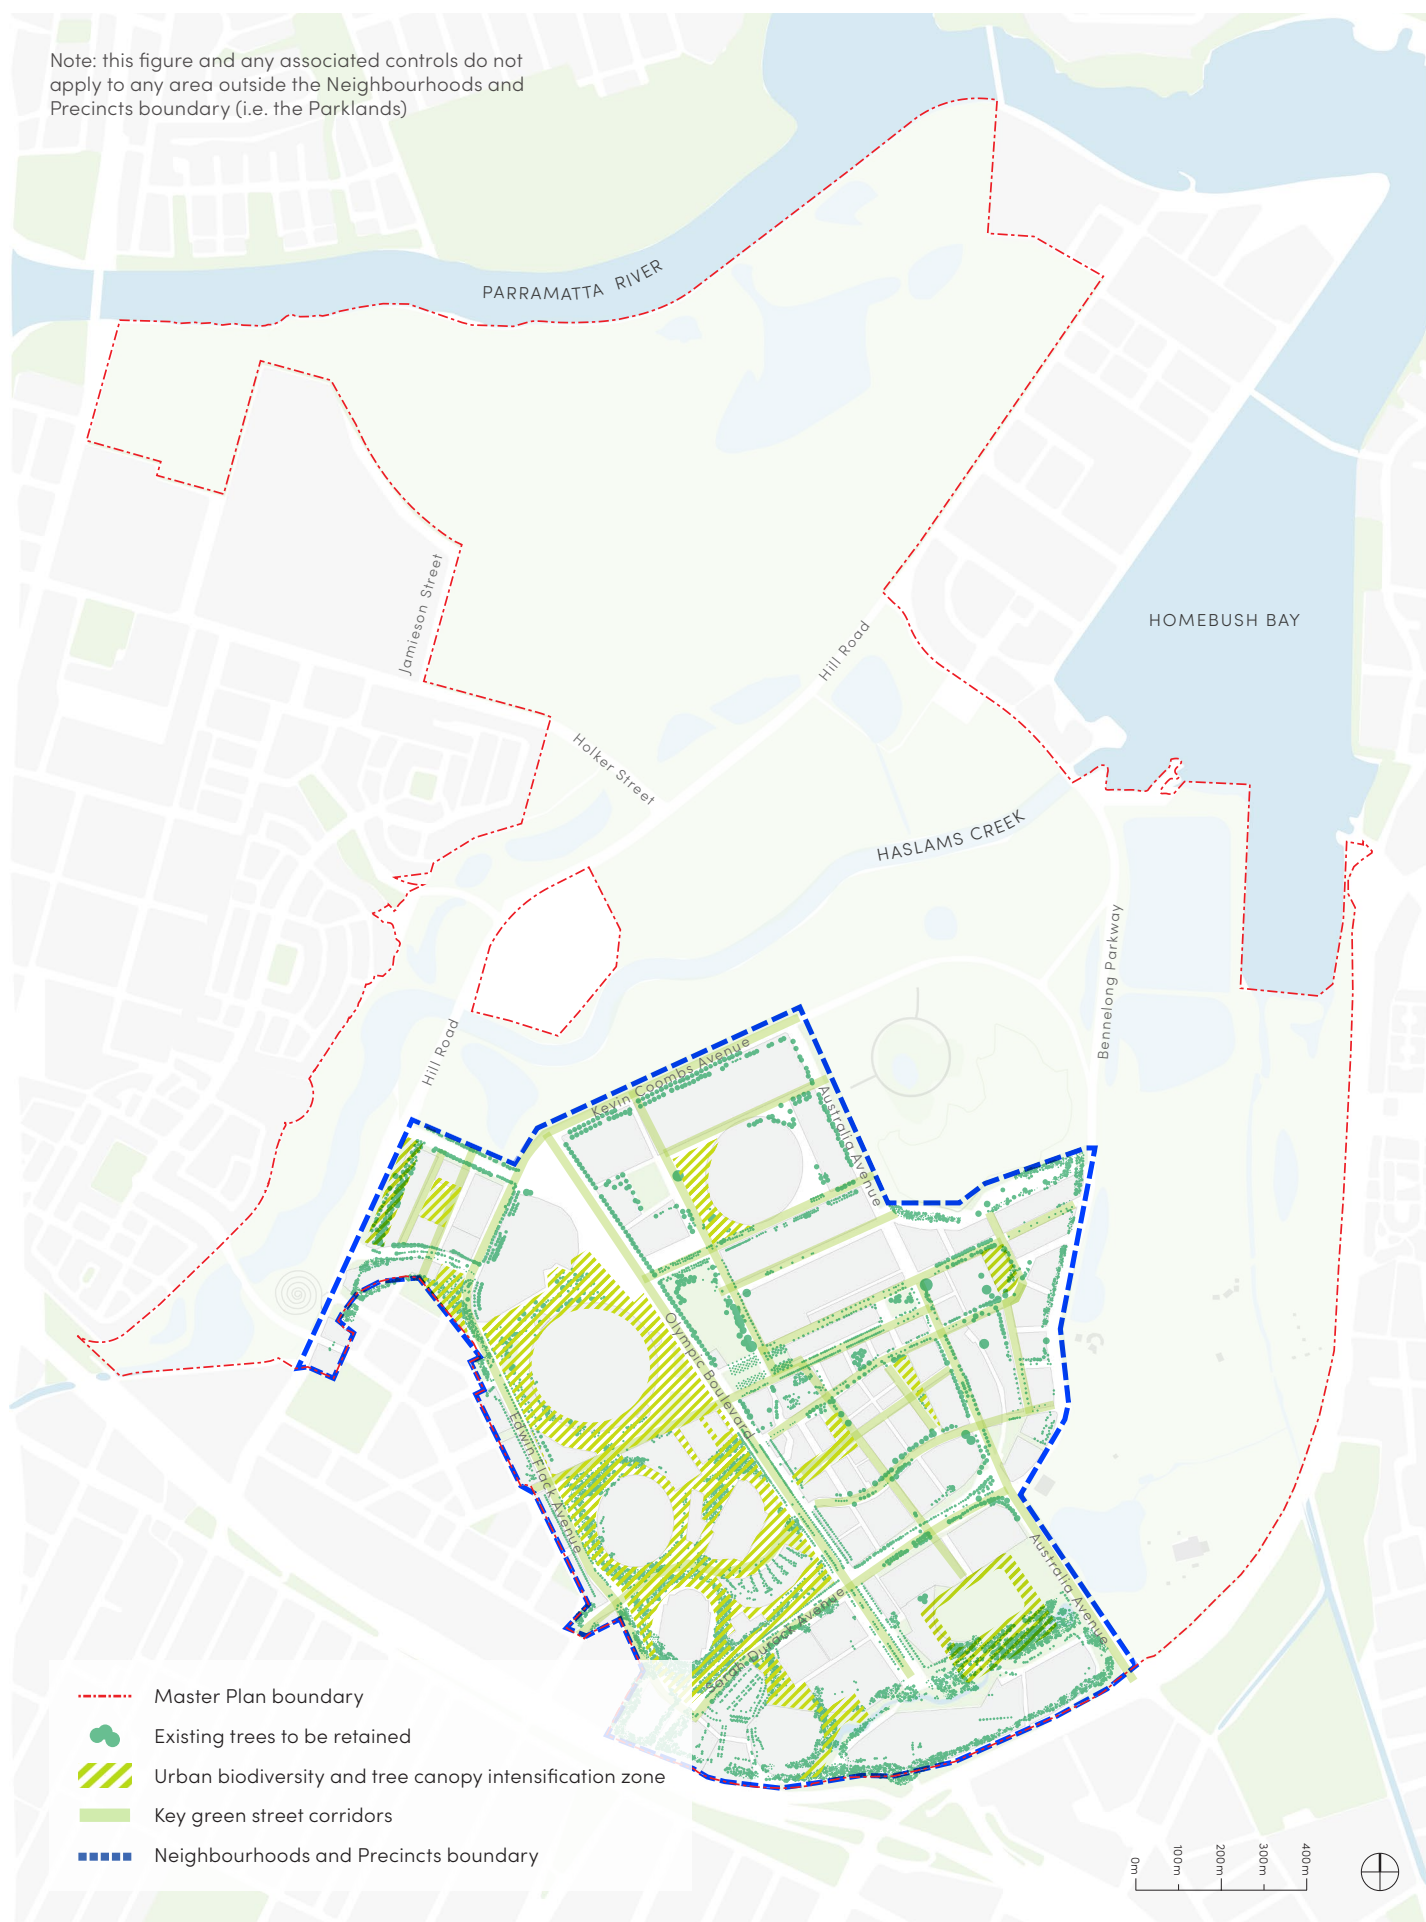 Note: this figure and any associated controls do not
apply to any area outside the Neighbourhoods and
Precincts boundary (i.e. the Parklands)
PARRAMATTA RIVER
Jamieson Street
Hill Road
HOMEBUSH BAY
Holker Street
HASLAMS CREEK
Bennelong Parkway
Hill Road
Kevin Coombs Avenue
Australia Avenue
Olympic Boulevard
Edwin Flack Avenue
Australia Avenue
Sarah Durack Avenue
Master Plan boundary
Existing trees to be retained
Urban biodiversity and tree canopy intensification zone
Key green street corridors
Neighbourhoods and Precincts boundary
0m 100m 200m 300m 400m